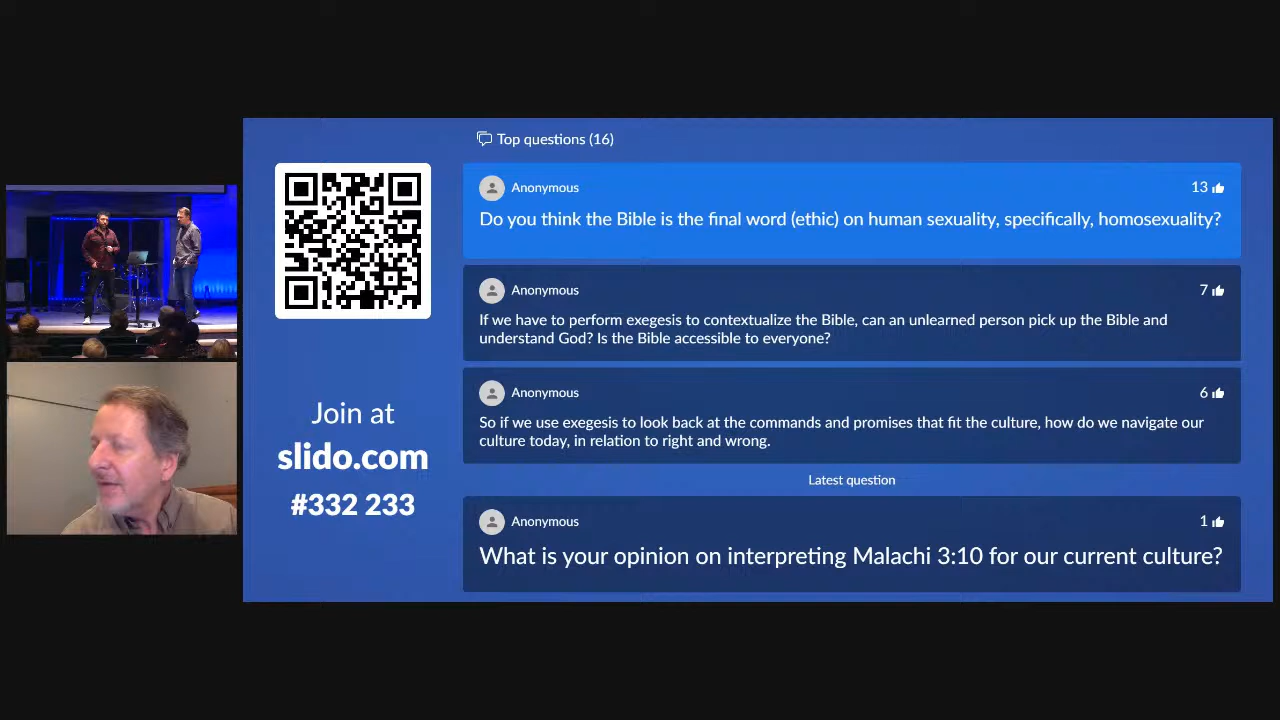 Top questions (16)
Anonymous
13
Do you think the Bible is the final word (ethic) on human sexuality, specifically, homosexuality?
Anonymous
7
If we have to perform exegesis to contextualize the Bible, can an unlearned person pick up the Bible and
understand God? Is the Bible accessible to everyone?
Anonymous
6
So if we use exegesis to look back at the commands and promises that fit the culture, how do we navigate our
culture today, in relation to right and wrong.
Latest question
Anonymous
1
What is your opinion on interpreting Malachi 3:10 for our current culture?
Join at
slido.com
#332 233